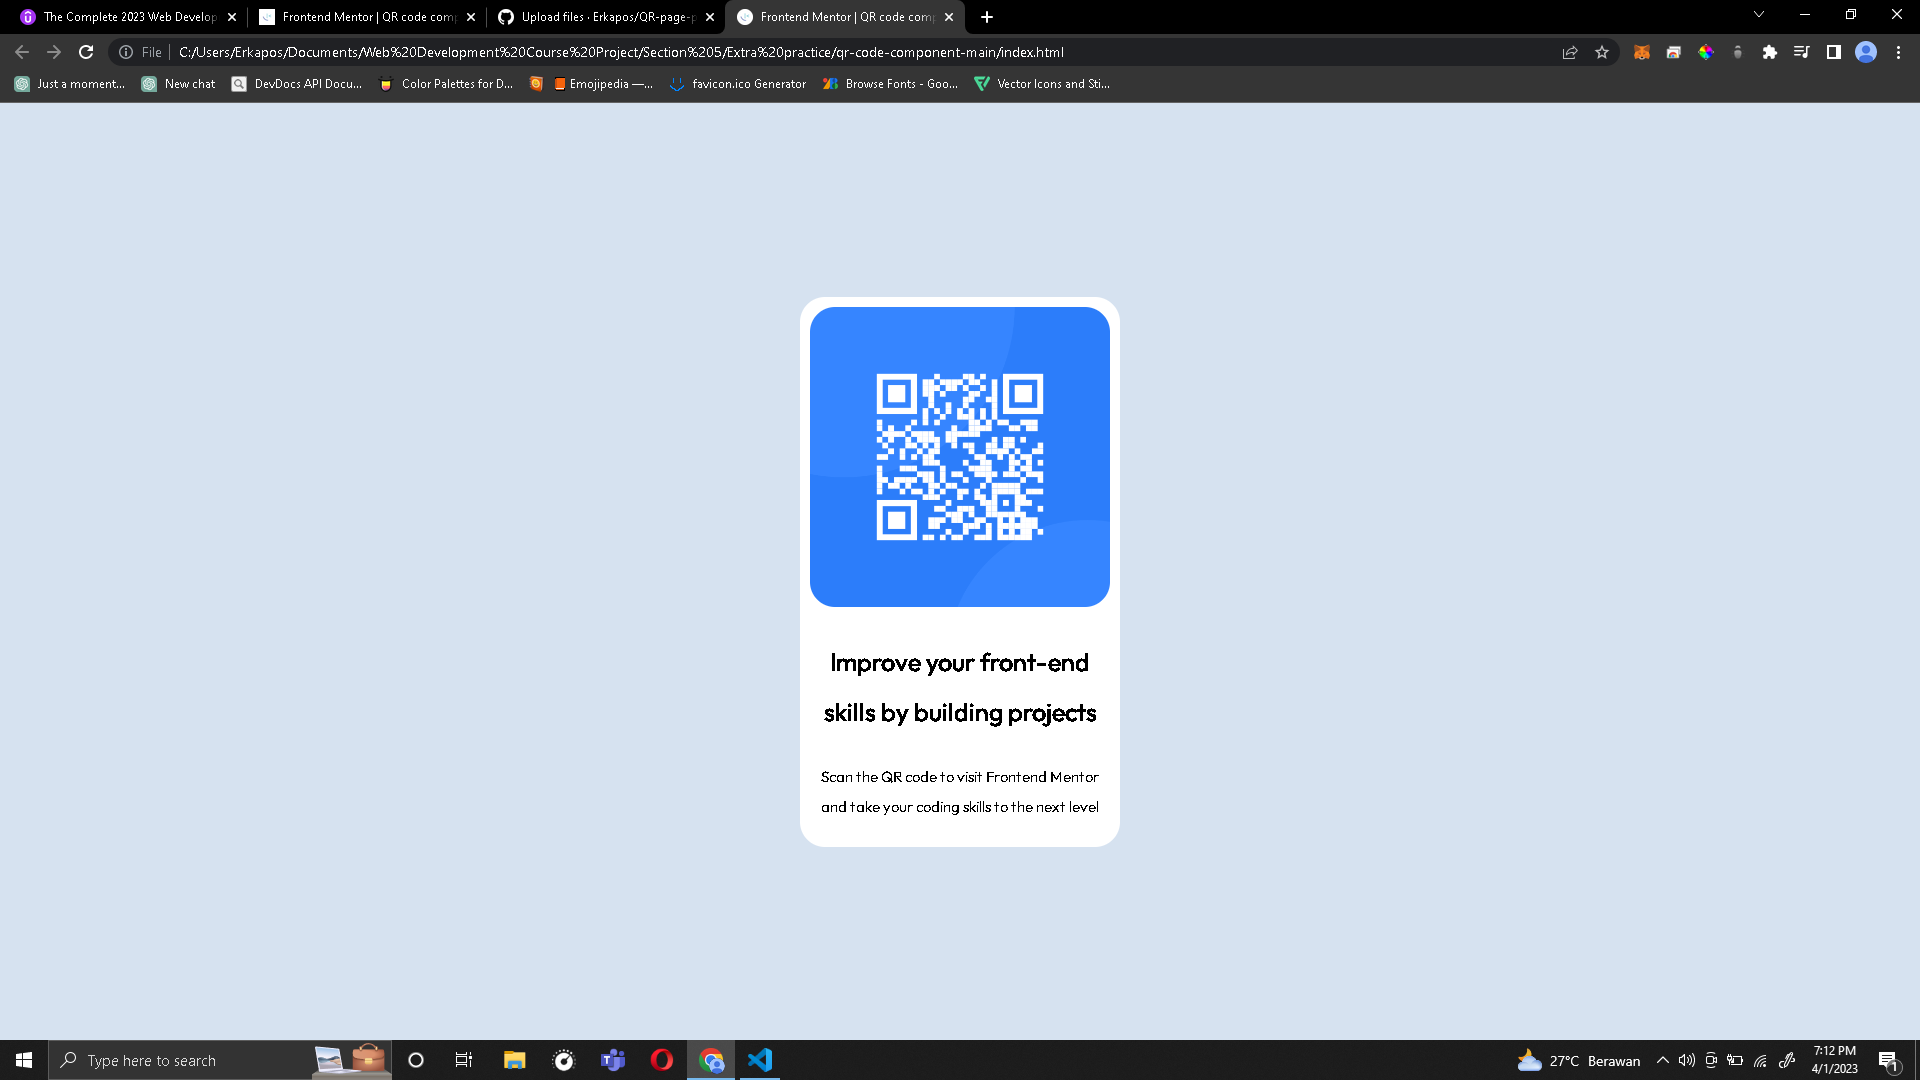 The Complete 2023 Web Develop
Frontend Mentor | QR code comp
Upload files · Erkapos/QR-page-p
Frontend Mentor | QR code comp
File
C:/Users/Erkapos/Documents/Web%20Development%20Course%20Project/Section%205/Extra%20practice/qr-code-component-main/index.html
Just a moment...
New chat
DevDocs API Docu...
Color Palettes for D...
Emojipedia —...
favicon.ico Generator
Browse Fonts - Goo...
Vector Icons and Sti...
Improve your front-end
skills by building projects
Scan the QR code to visit Frontend Mentor
and take your coding skills to the next level
Type here to search
27°C Berawan
7:12 PM
4/1/2023
1